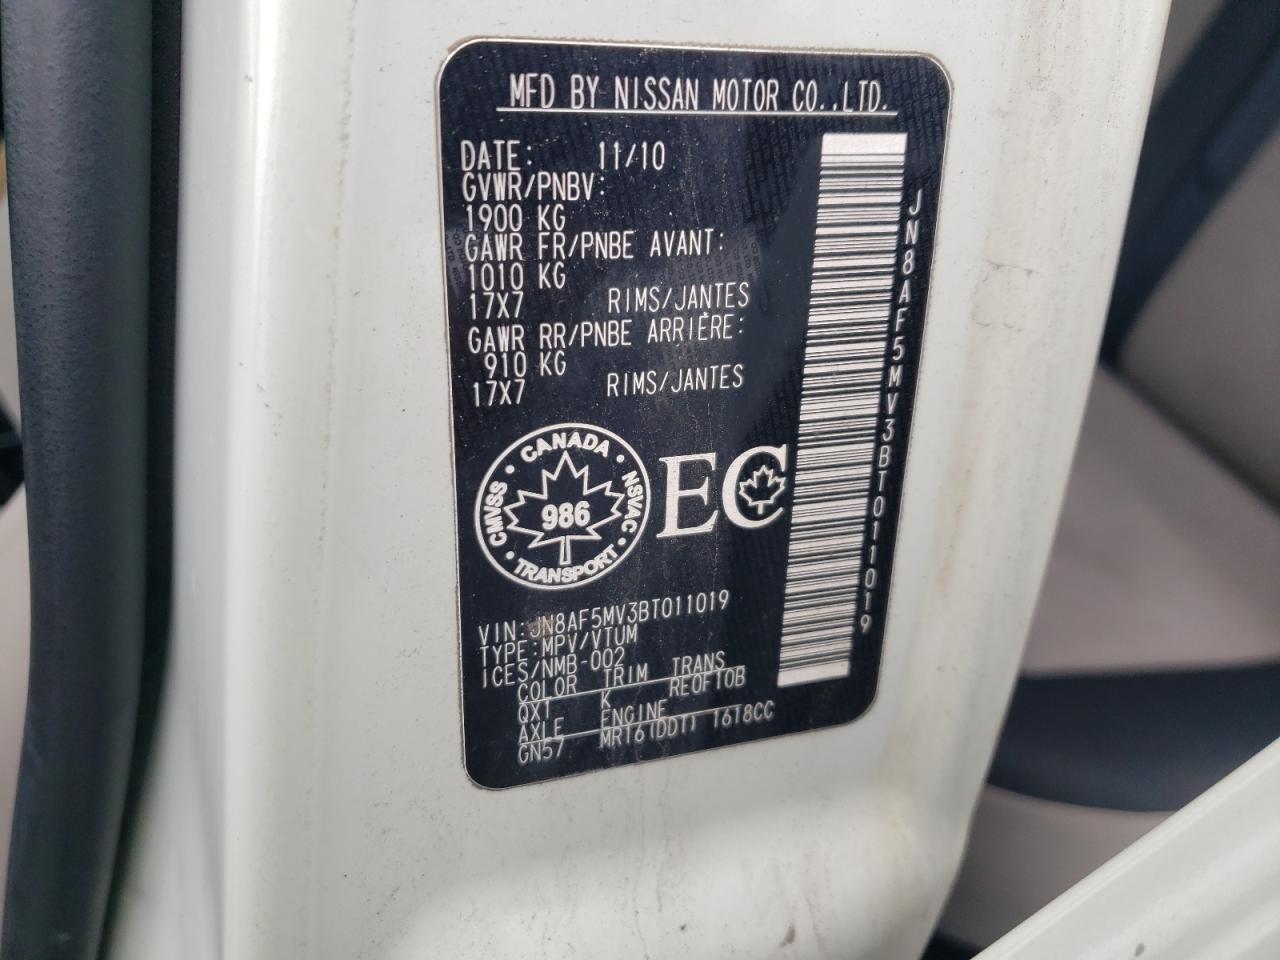 MFD BY NISSAN MOTOR CO.,LTD.
DATE: 11/10
GVWR/PNBV:
1900 KG
GAWR FR/PNBE AVANT:
1010 KG
17X7 RIMS/JANTES
GAWR RR/PNBE ARRIÈRE:
910 KG
17X7 RIMS/JANTES
CANADA
CMVSS
NSVAC
TRANSPORT
986
EC
VIN:JN8AF5MV3BT011019
TYPE:MPV/VTUM
ICES/NMB-002
COLOR TRIM TRANS
QX1 K RE0F10B
AXLE ENGINE
GN57 MR16(DDT) 1618CC
JN8AF5MV3BT011019